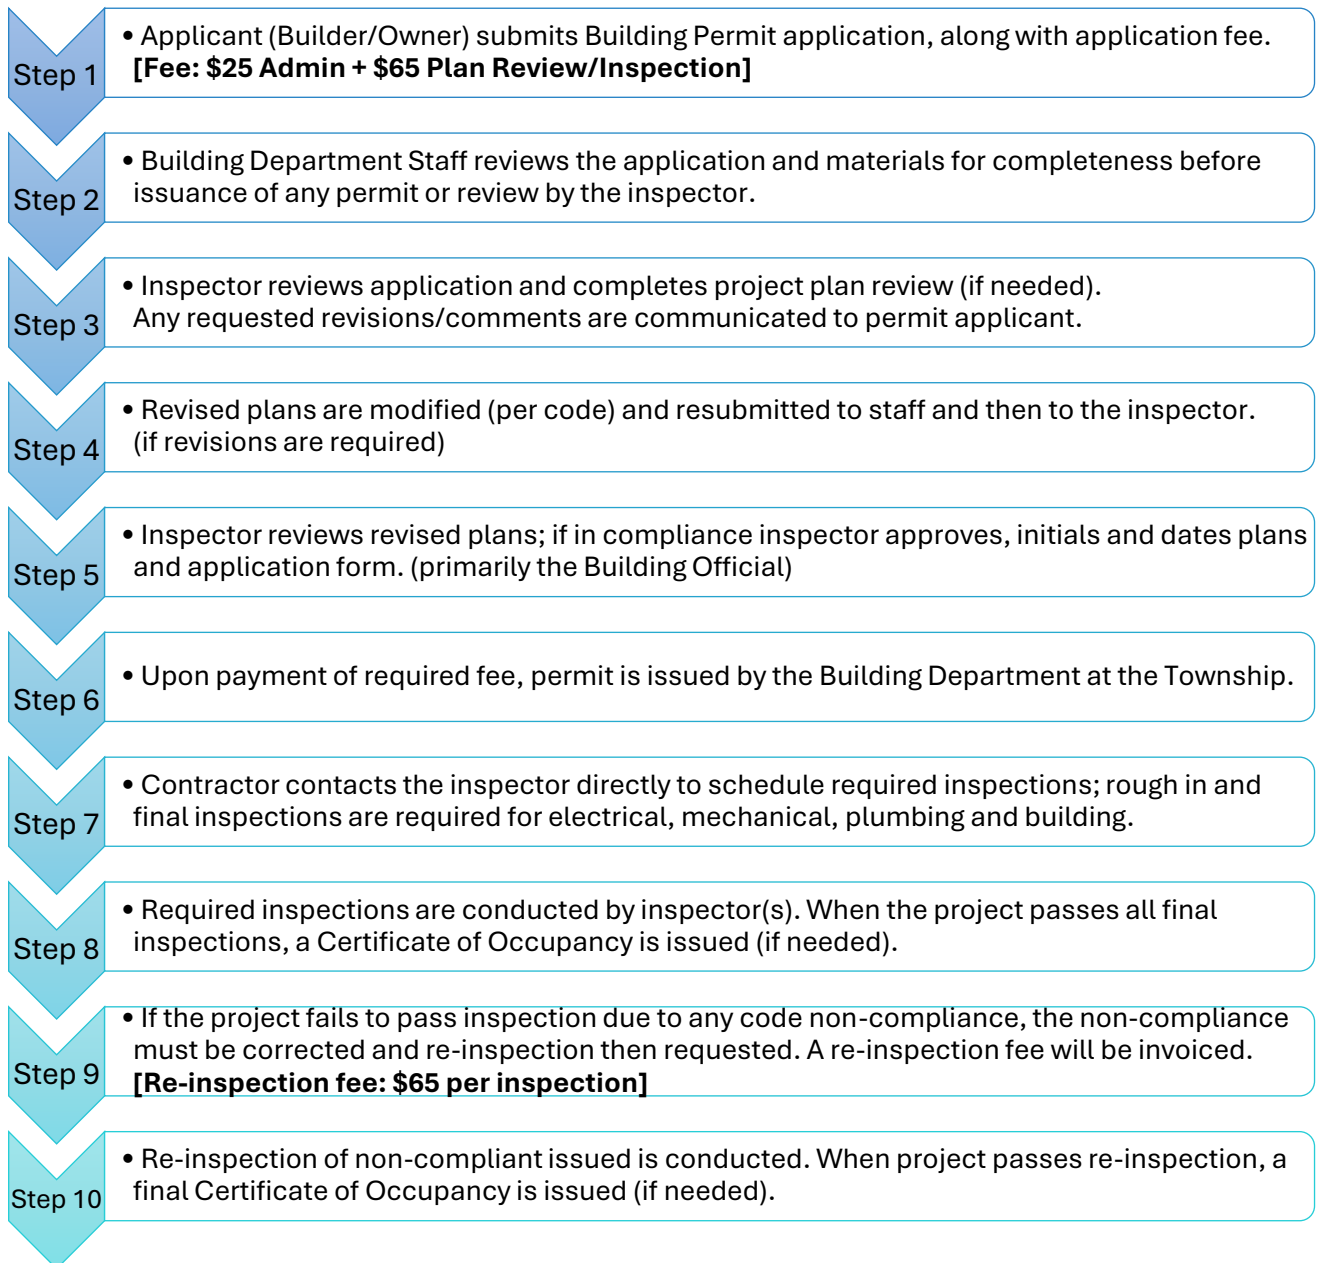 Step 1
• Applicant (Builder/Owner) submits Building Permit application, along with application fee.
[Fee: $25 Admin + $65 Plan Review/Inspection]
Step 2
• Building Department Staff reviews the application and materials for completeness before
issuance of any permit or review by the inspector.
Step 3
• Inspector reviews application and completes project plan review (if needed).
Any requested revisions/comments are communicated to permit applicant.
Step 4
• Revised plans are modified (per code) and resubmitted to staff and then to the inspector.
(if revisions are required)
Step 5
• Inspector reviews revised plans; if in compliance inspector approves, initials and dates plans
and application form. (primarily the Building Official)
Step 6
• Upon payment of required fee, permit is issued by the Building Department at the Township.
Step 7
• Contractor contacts the inspector directly to schedule required inspections; rough in and
final inspections are required for electrical, mechanical, plumbing and building.
Step 8
• Required inspections are conducted by inspector(s). When the project passes all final
inspections, a Certificate of Occupancy is issued (if needed).
Step 9
• If the project fails to pass inspection due to any code non-compliance, the non-compliance
must be corrected and re-inspection then requested. A re-inspection fee will be invoiced.
[Re-inspection fee: $65 per inspection]
Step 10
• Re-inspection of non-compliant issued is conducted. When project passes re-inspection, a
final Certificate of Occupancy is issued (if needed).